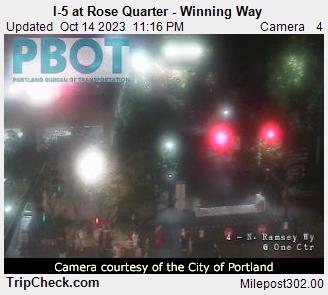 I-5 at Rose Quarter - Winning Way
Updated Oct 14 2023 11:16 PM Camera 4
PBOT
PORTLAND BUREAU OF TRANSPORTATION
4 - N. Ramsey Wy
@ One Ctr
Camera courtesy of the City of Portland
TripCheck.com Milepost302.00